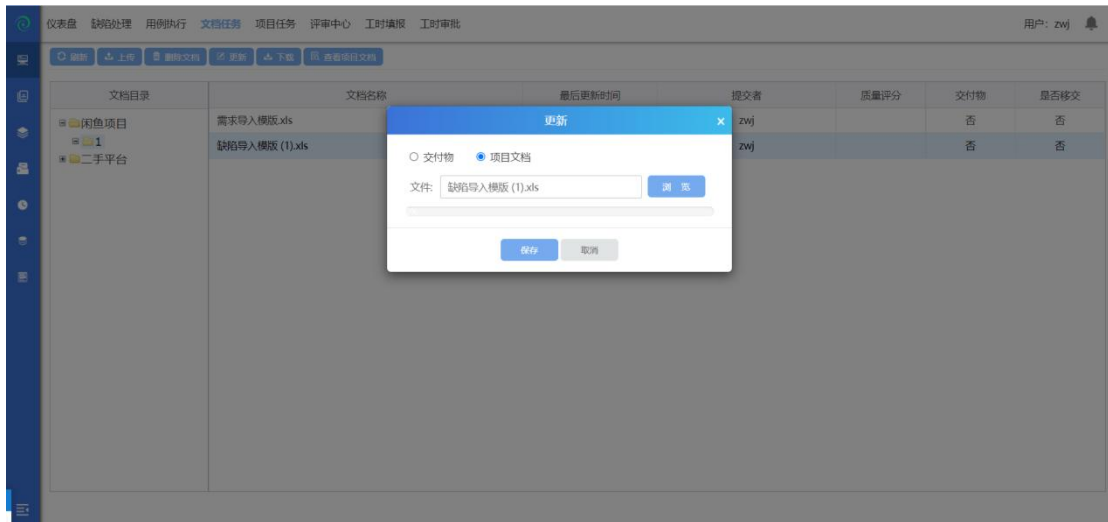 仪表盘 缺陷处理 用例执行 文档任务 项目任务 评审中心 工时填报 工时审批 用户：zwj
刷新 上传 删除文档 更新 下载 查看项目文档
文档目录 文档名称 最后更新时间 提交者 质量评分 交付物 是否移交
闲鱼项目 需求导入模版.xls zwj 否 否
1 缺陷导入模版 (1).xls zwj 否 否
二手平台
更新 x
交付物 项目文档
文件: 缺陷导入模版 (1).xls 浏 览
保存 取消